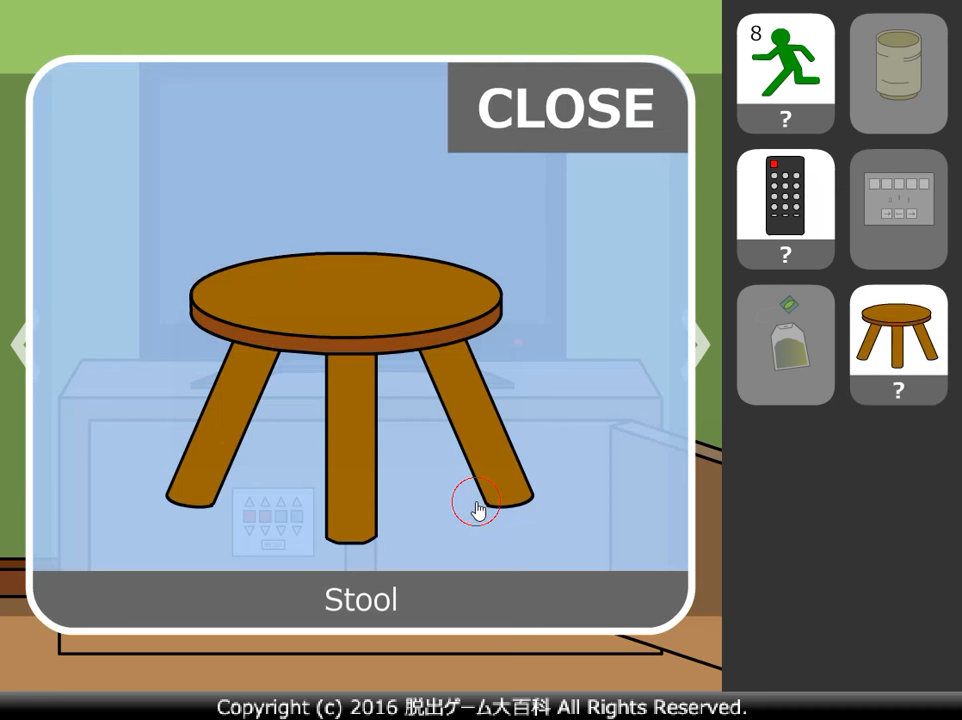 CLOSE
8
?
?
?
Stool
Copyright (c) 2016 脱出ゲーム大百科 All Rights Reserved.